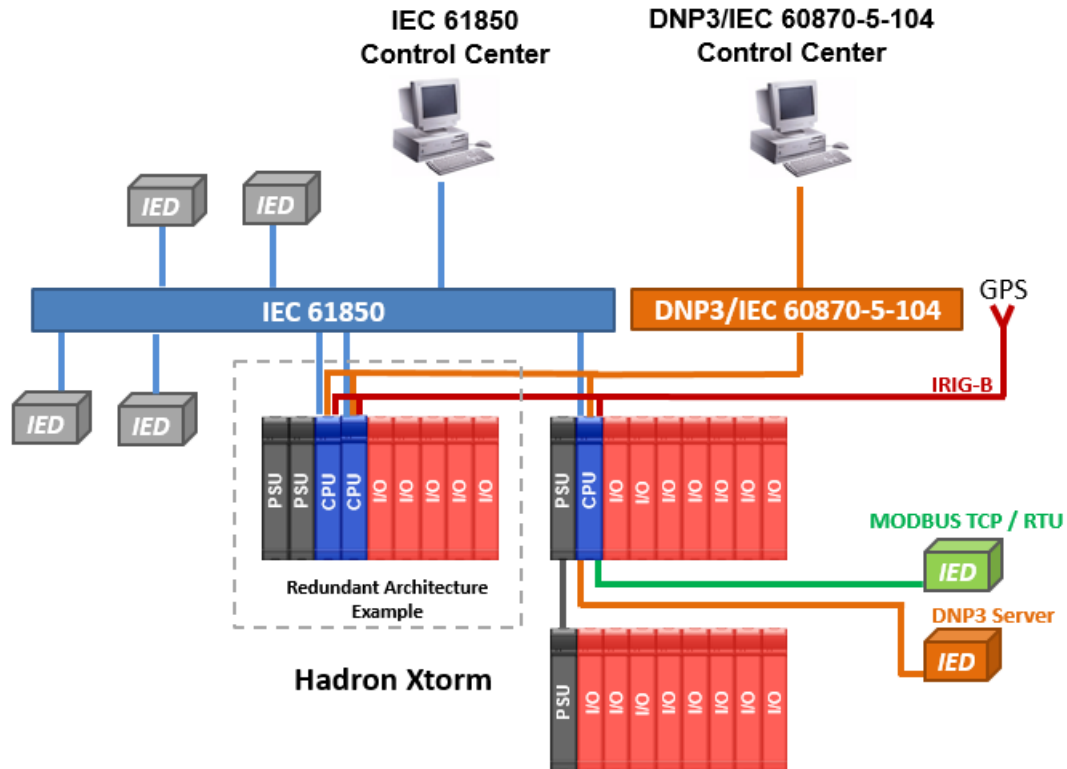 IEC 61850
Control Center
DNP3/IEC 60870-5-104
Control Center
IED
IED
IEC 61850
DNP3/IEC 60870-5-104
GPS
IED
IED
IRIG-B
PSU
PSU
CPU
CPU
I/O
I/O
I/O
I/O
I/O
PSU
CPU
I/O
I/O
I/O
I/O
I/O
I/O
I/O
MODBUS TCP / RTU
IED
Redundant Architecture
Example
DNP3 Server
IED
Hadron Xtorm
PSU
I/O
I/O
I/O
I/O
I/O
I/O
I/O
I/O